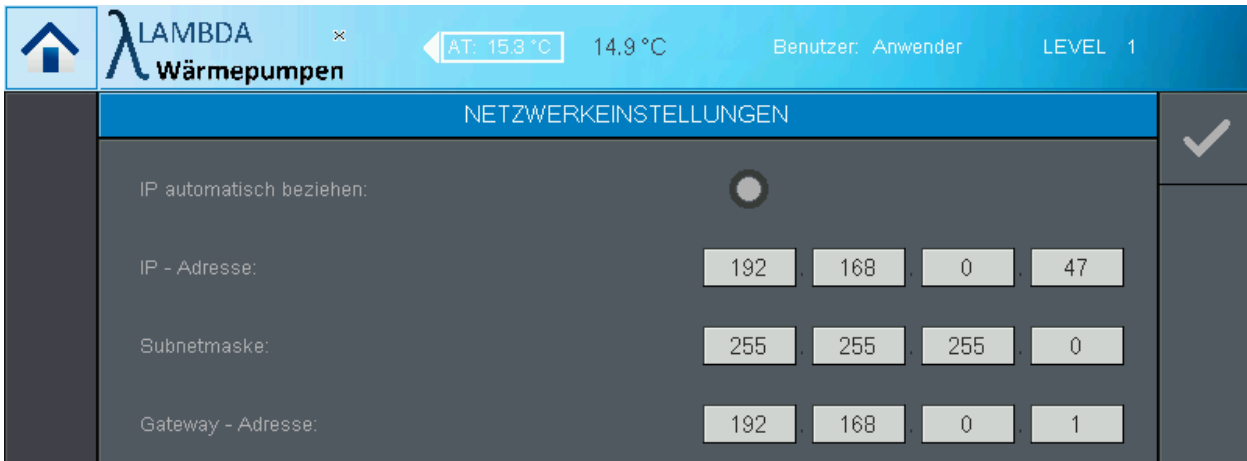 LAMBDA
Wärmepumpen
AT: 15.3 °C 14.9 °C Benutzer: Anwender LEVEL 1
NETZWERKEINSTELLUNGEN
IP automatisch beziehen:
IP - Adresse: 192 . 168 . 0 . 47
Subnetmaske: 255 . 255 . 255 . 0
Gateway - Adresse: 192 . 168 . 0 . 1